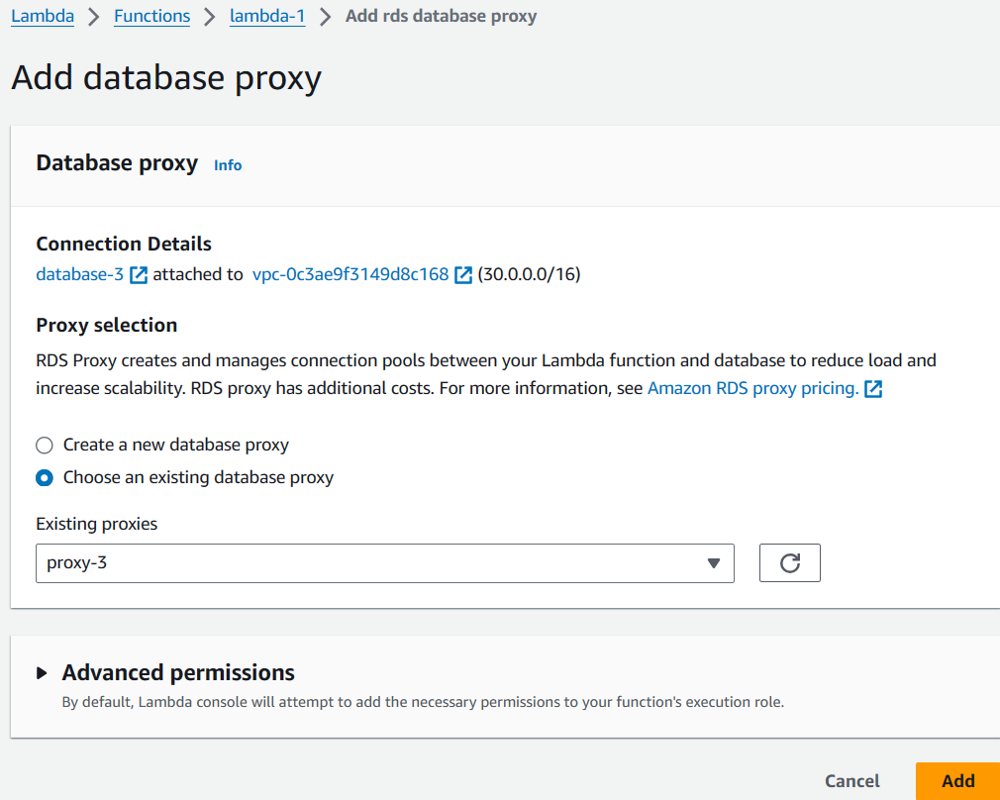 Lambda > Functions > lambda-1 > Add rds database proxy
Add database proxy
Database proxy Info
Connection Details
database-3 attached to vpc-0c3ae9f3149d8c168 (30.0.0.0/16)
Proxy selection
RDS Proxy creates and manages connection pools between your Lambda function and database to reduce load and
increase scalability. RDS proxy has additional costs. For more information, see Amazon RDS proxy pricing.
Create a new database proxy
Choose an existing database proxy
Existing proxies
proxy-3
Advanced permissions
By default, Lambda console will attempt to add the necessary permissions to your function's execution role.
Cancel Add